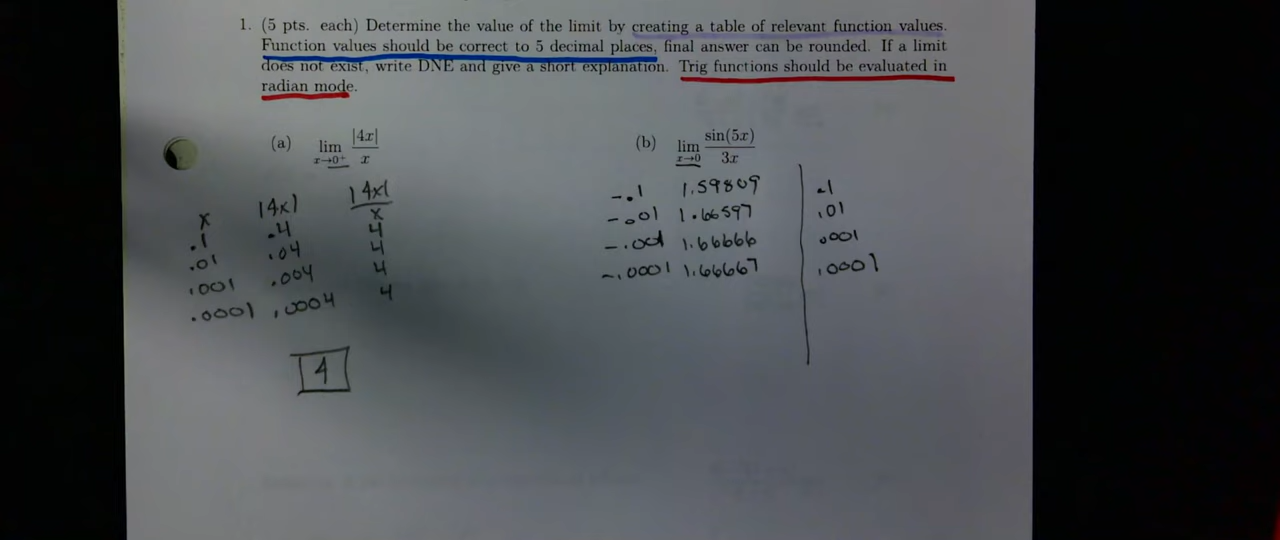 1. (5 pts. each) Determine the value of the limit by creating a table of relevant function values.
Function values should be correct to 5 decimal places, final answer can be rounded. If a limit
does not exist, write DNE and give a short explanation. Trig functions should be evaluated in
radian mode.
(a) lim x→0⁺ |4x|/x
x |4x| |4x|/x
.1 .4 4
.01 .04 4
.001 .004 4
.0001 .0004 4
4
(b) lim x→0 sin(5x)/3x
-.1 1.59809 .1
-.01 1.66597 .01
-.001 1.66666 .001
-.0001 1.66667 .0001